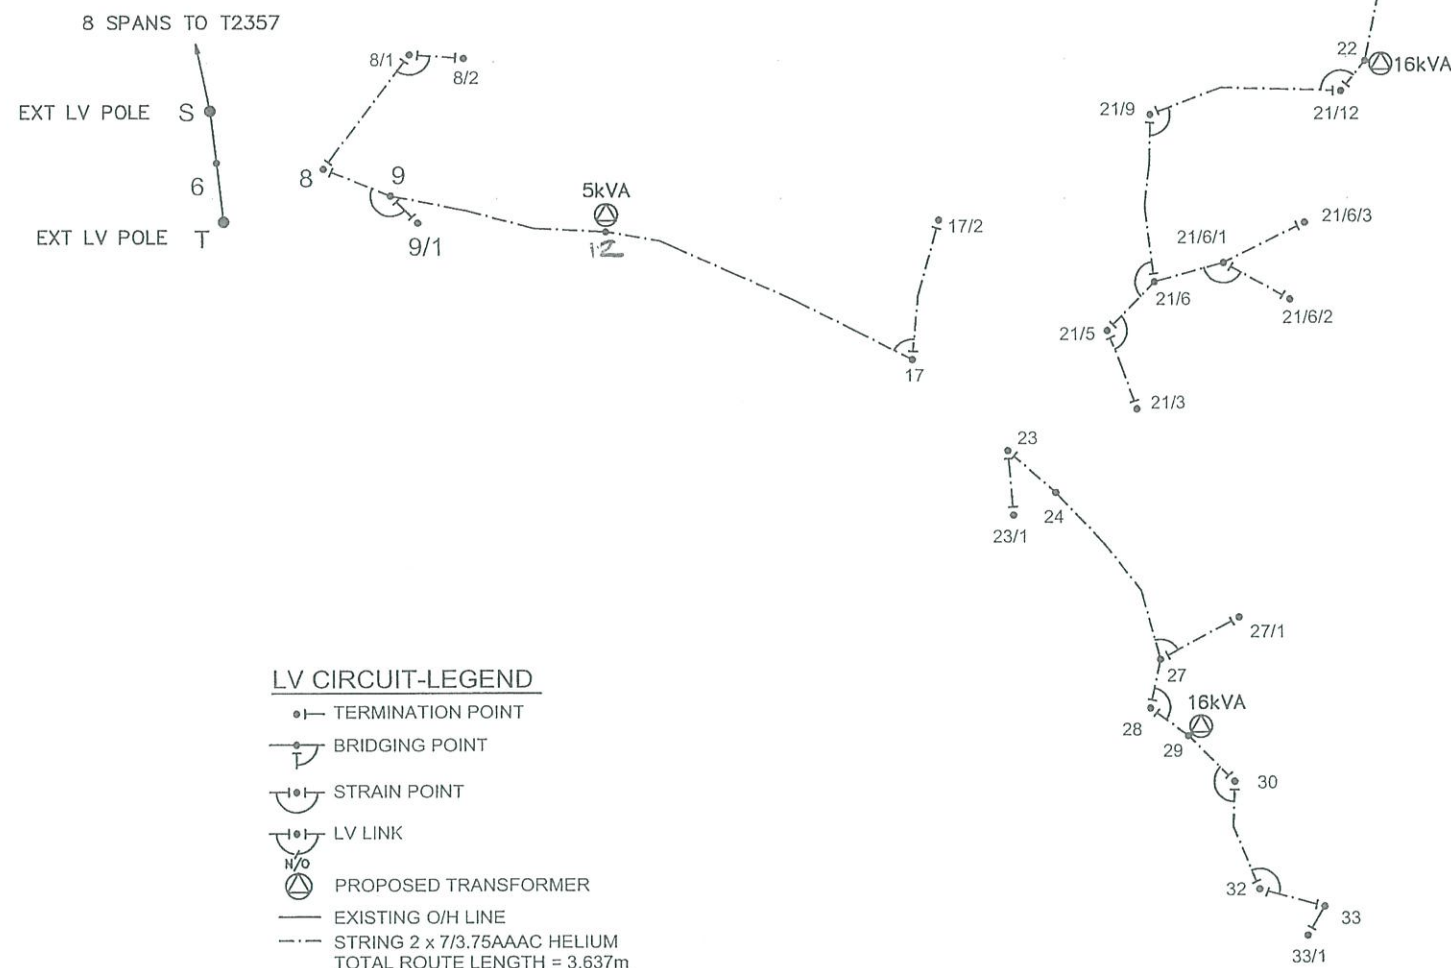 8 SPANS TO T2357
EXT LV POLE S
6
EXT LV POLE T
8/1
8/2
8
9
9/1
5kVA
12
17/2
17
22
16kVA
21/9
21/12
21/6/3
21/6/1
21/6
21/6/2
21/5
21/3
23
24
23/1
27/1
27
28
16kVA
29
30
32
33
33/1
LV CIRCUIT-LEGEND
TERMINATION POINT
BRIDGING POINT
STRAIN POINT
LV LINK
N/O
PROPOSED TRANSFORMER
EXISTING O/H LINE
STRING 2 x 7/3.75AAAC HELIUM
TOTAL ROUTE LENGTH = 3,637m